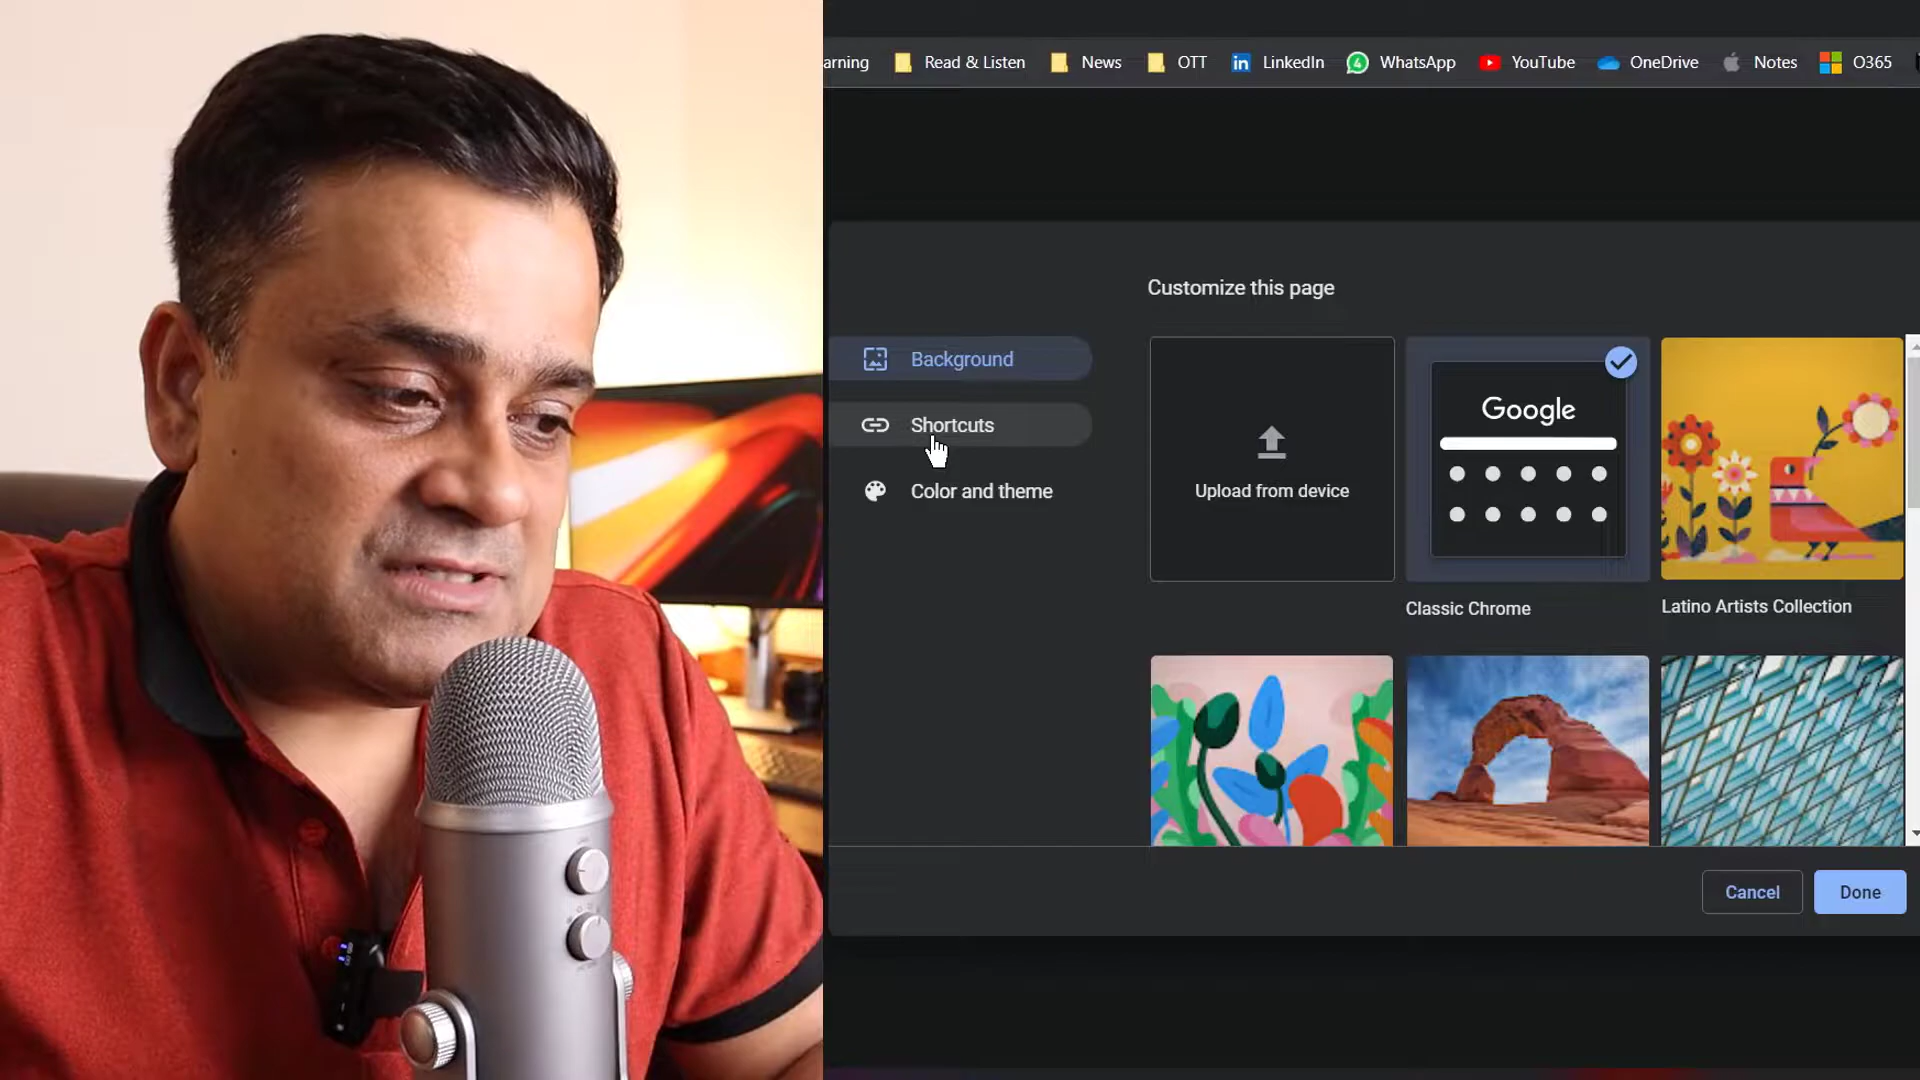 arning Read & Listen News OTT LinkedIn WhatsApp YouTube OneDrive Notes O365
Customize this page
Background
Shortcuts
Color and theme
Upload from device
Google
Classic Chrome
Latino Artists Collection
Cancel Done